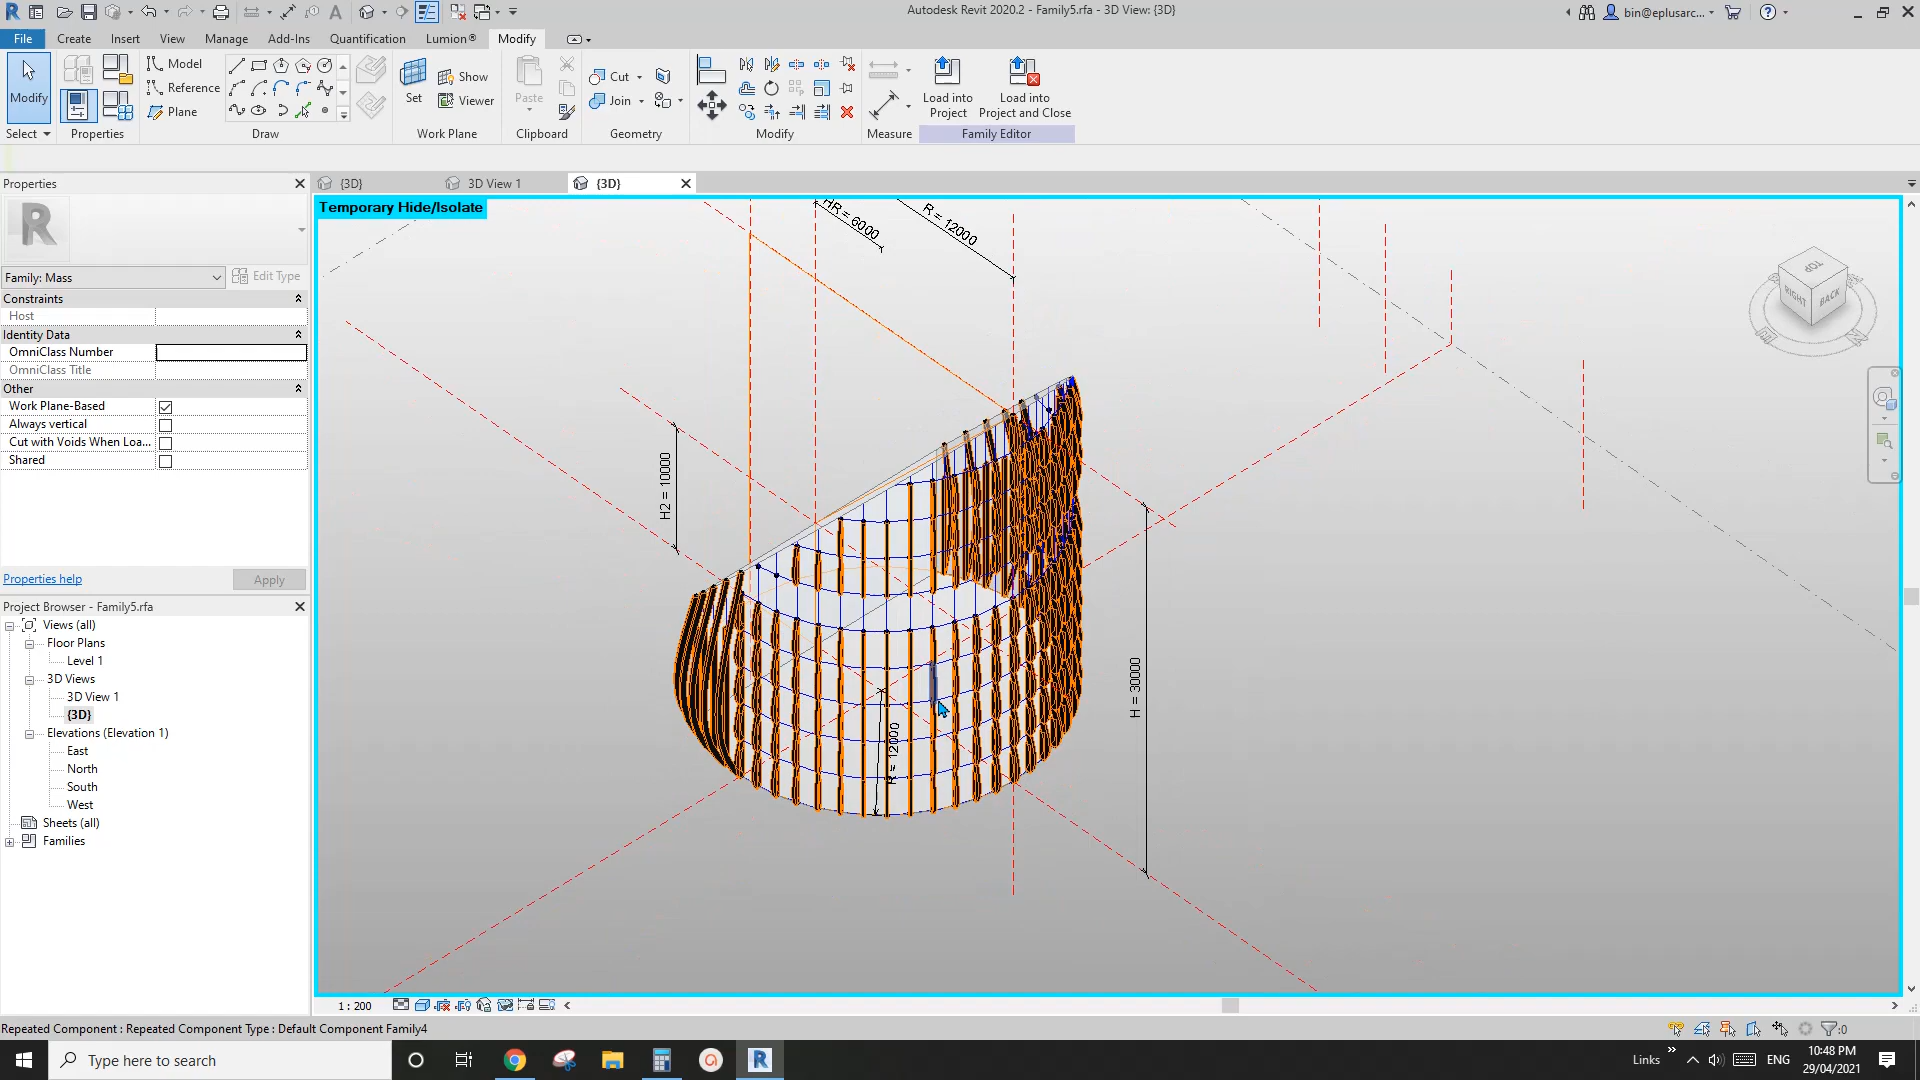 Autodesk Revit 2020.2 - Family5.rfa - 3D View: {3D}
bin@eplusarc...
File Create Insert View Manage Add-Ins Quantification Lumion® Modify
Modify
Model
Reference
Plane
Set
Show
Viewer
Paste
Cut
Join
Load into Project
Load into Project and Close
Select Properties Draw Work Plane Clipboard Geometry Modify Measure Family Editor
Properties
{3D}
3D View 1
{3D}
Temporary Hide/Isolate
Family: Mass
Edit Type
Constraints
Host
Identity Data
OmniClass Number
OmniClass Title
Other
Work Plane-Based
Always vertical
Cut with Voids When Loa...
Shared
Properties help
Apply
Project Browser - Family5.rfa
Views (all)
Floor Plans
Level 1
3D Views
3D View 1
{3D}
Elevations (Elevation 1)
East
North
South
West
Sheets (all)
Families
HR = 6000
R = 12000
H2 = 10000
H = 30000
R = 12000
TOP
RIGHT
BACK
1 : 200
Repeated Component : Repeated Component Type : Default Component Family4
:0
Type here to search
Links
ENG
10:48 PM
29/04/2021